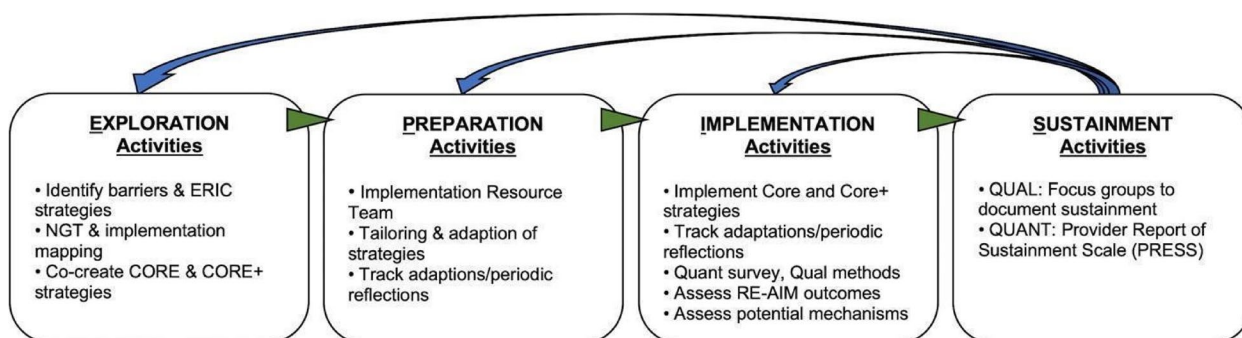 EXPLORATION
Activities
• Identify barriers & ERIC
strategies
• NGT & implementation
mapping
• Co-create CORE & CORE+
strategies
PREPARATION
Activities
• Implementation Resource
Team
• Tailoring & adaption of
strategies
• Track adaptions/periodic
reflections
IMPLEMENTATION
Activities
• Implement Core and Core+
strategies
• Track adaptations/periodic
reflections
• Quant survey, Qual methods
• Assess RE-AIM outcomes
• Assess potential mechanisms
SUSTAINMENT
Activities
• QUAL: Focus groups to
document sustainment
• QUANT: Provider Report of
Sustainment Scale (PRESS)